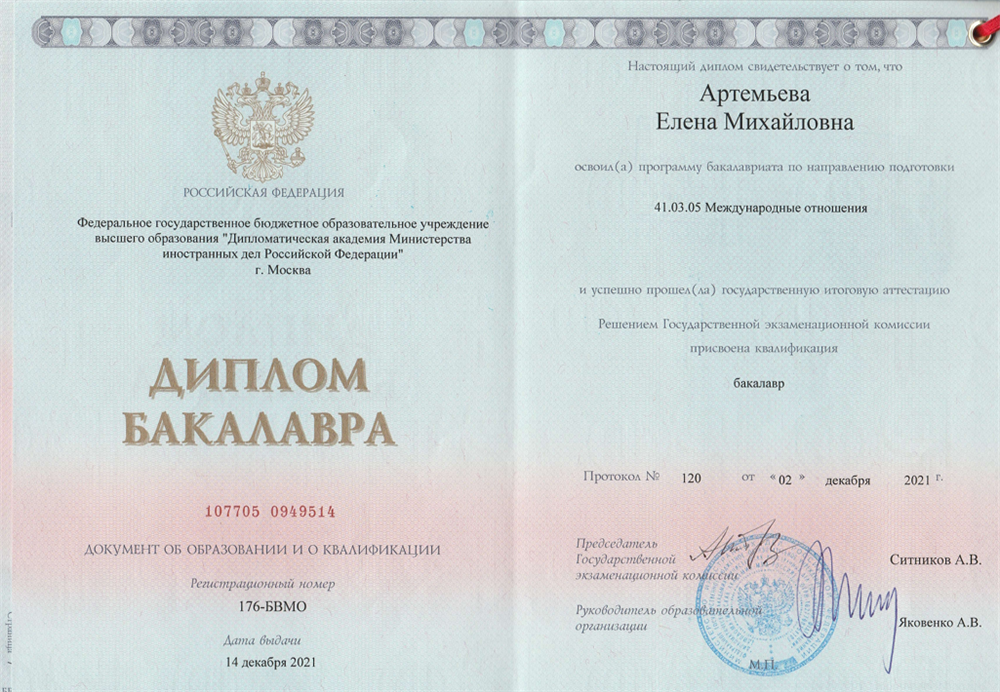 РОССИЙСКАЯ ФЕДЕРАЦИЯ
Федеральное государственное бюджетное образовательное учреждение
высшего образования "Дипломатическая академия Министерства
иностранных дел Российской Федерации"
г. Москва
ДИПЛОМ
БАКАЛАВРА
107705 0949514
ДОКУМЕНТ ОБ ОБРАЗОВАНИИ И О КВАЛИФИКАЦИИ
Регистрационный номер
176-БВМО
Дата выдачи
14 декабря 2021
Настоящий диплом свидетельствует о том, что
Артемьева
Елена Михайловна
освоил(а) программу бакалавриата по направлению подготовки
41.03.05 Международные отношения
и успешно прошел(ла) государственную итоговую аттестацию
Решением Государственной экзаменационной комиссии
присвоена квалификация
бакалавр
Протокол № 120 от «02» декабря 2021 г.
Председатель
Государственной
экзаменационной комиссии
Ситников А.В.
Руководитель образовательной
организации
Яковенко А.В.
М.П.